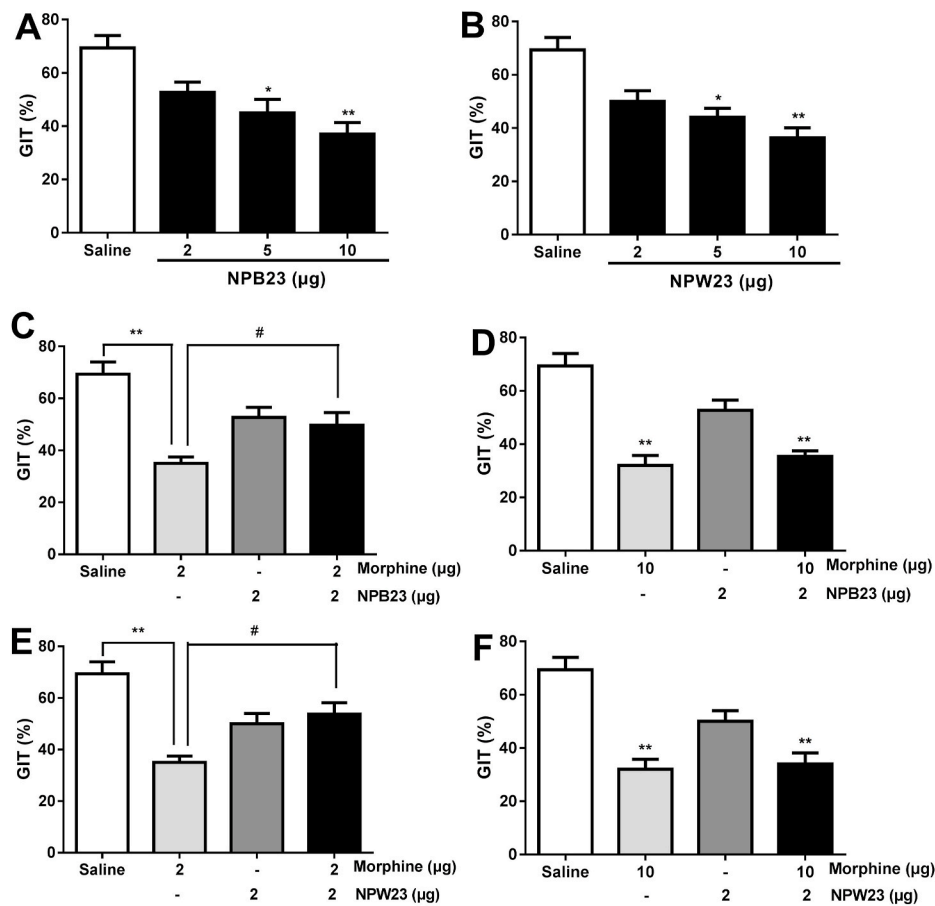 A
80
60
40
20
0
GIT (%)
*
**
Saline 2 5 10
NPB23 (µg)
B
80
60
40
20
0
GIT (%)
*
**
Saline 2 5 10
NPW23 (µg)
C
80
60
40
20
0
GIT (%)
** #
Saline 2 - 2 Morphine (µg)
- 2 2 NPB23 (µg)
D
80
60
40
20
0
GIT (%)
** **
Saline 10 - 10 Morphine (µg)
- 2 2 NPB23 (µg)
E
80
60
40
20
0
GIT (%)
** #
Saline 2 - 2 Morphine (µg)
- 2 2 NPW23 (µg)
F
80
60
40
20
0
GIT (%)
** **
Saline 10 - 10 Morphine (µg)
- 2 2 NPW23 (µg)